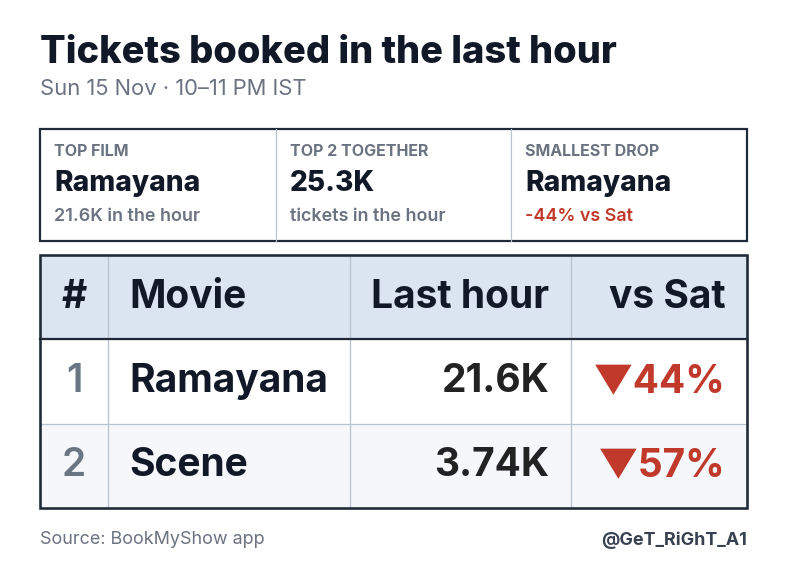 Tickets booked in the last hour
Sun 15 Nov · 10–11 PM IST
TOP FILM
Ramayana
21.6K in the hour
TOP 2 TOGETHER
25.3K
tickets in the hour
SMALLEST DROP
Ramayana
-44% vs Sat
# Movie Last hour vs Sat
1 Ramayana 21.6K ▼44%
2 Scene 3.74K ▼57%
Source: BookMyShow app
@GeT_RiGhT_A1